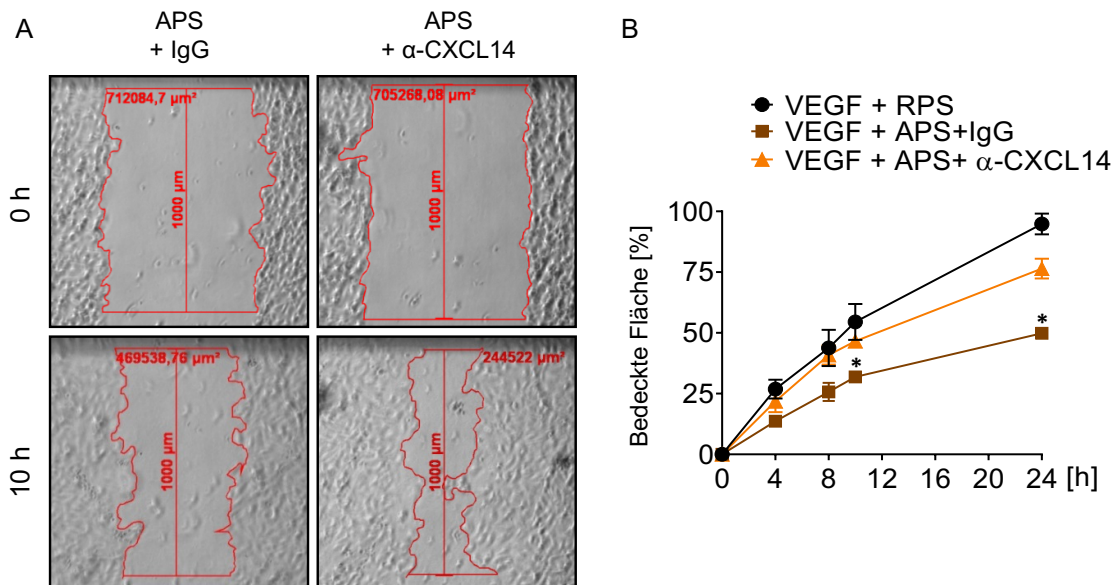 A
APS
+ IgG
APS
+ α-CXCL14
0 h
712084,7 µm²
1000 µm
705268,08 µm²
1000 µm
10 h
469538,76 µm²
1000 µm
244522 µm²
1000 µm
B
VEGF + RPS
VEGF + APS+IgG
VEGF + APS+ α-CXCL14
Bedeckte Fläche [%]
100
75
50
25
0
*
*
0 4 8 12 16 20 24 [h]